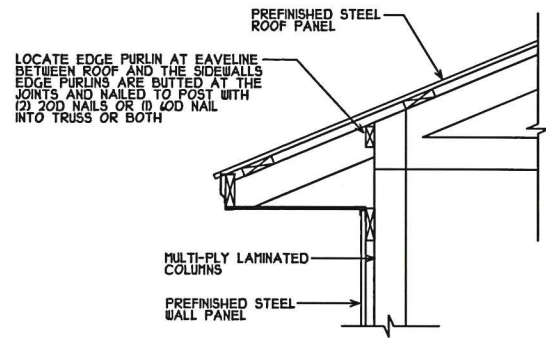 PREFINISHED STEEL
ROOF PANEL
LOCATE EDGE PURLIN AT EAVELINE
BETWEEN ROOF AND THE SIDEWALLS
EDGE PURLINS ARE BUTTED AT THE
JOINTS AND NAILED TO POST WITH
(2) 20D NAILS OR (1) 60D NAIL
INTO TRUSS OR BOTH
MULTI-PLY LAMINATED
COLUMNS
PREFINISHED STEEL
WALL PANEL